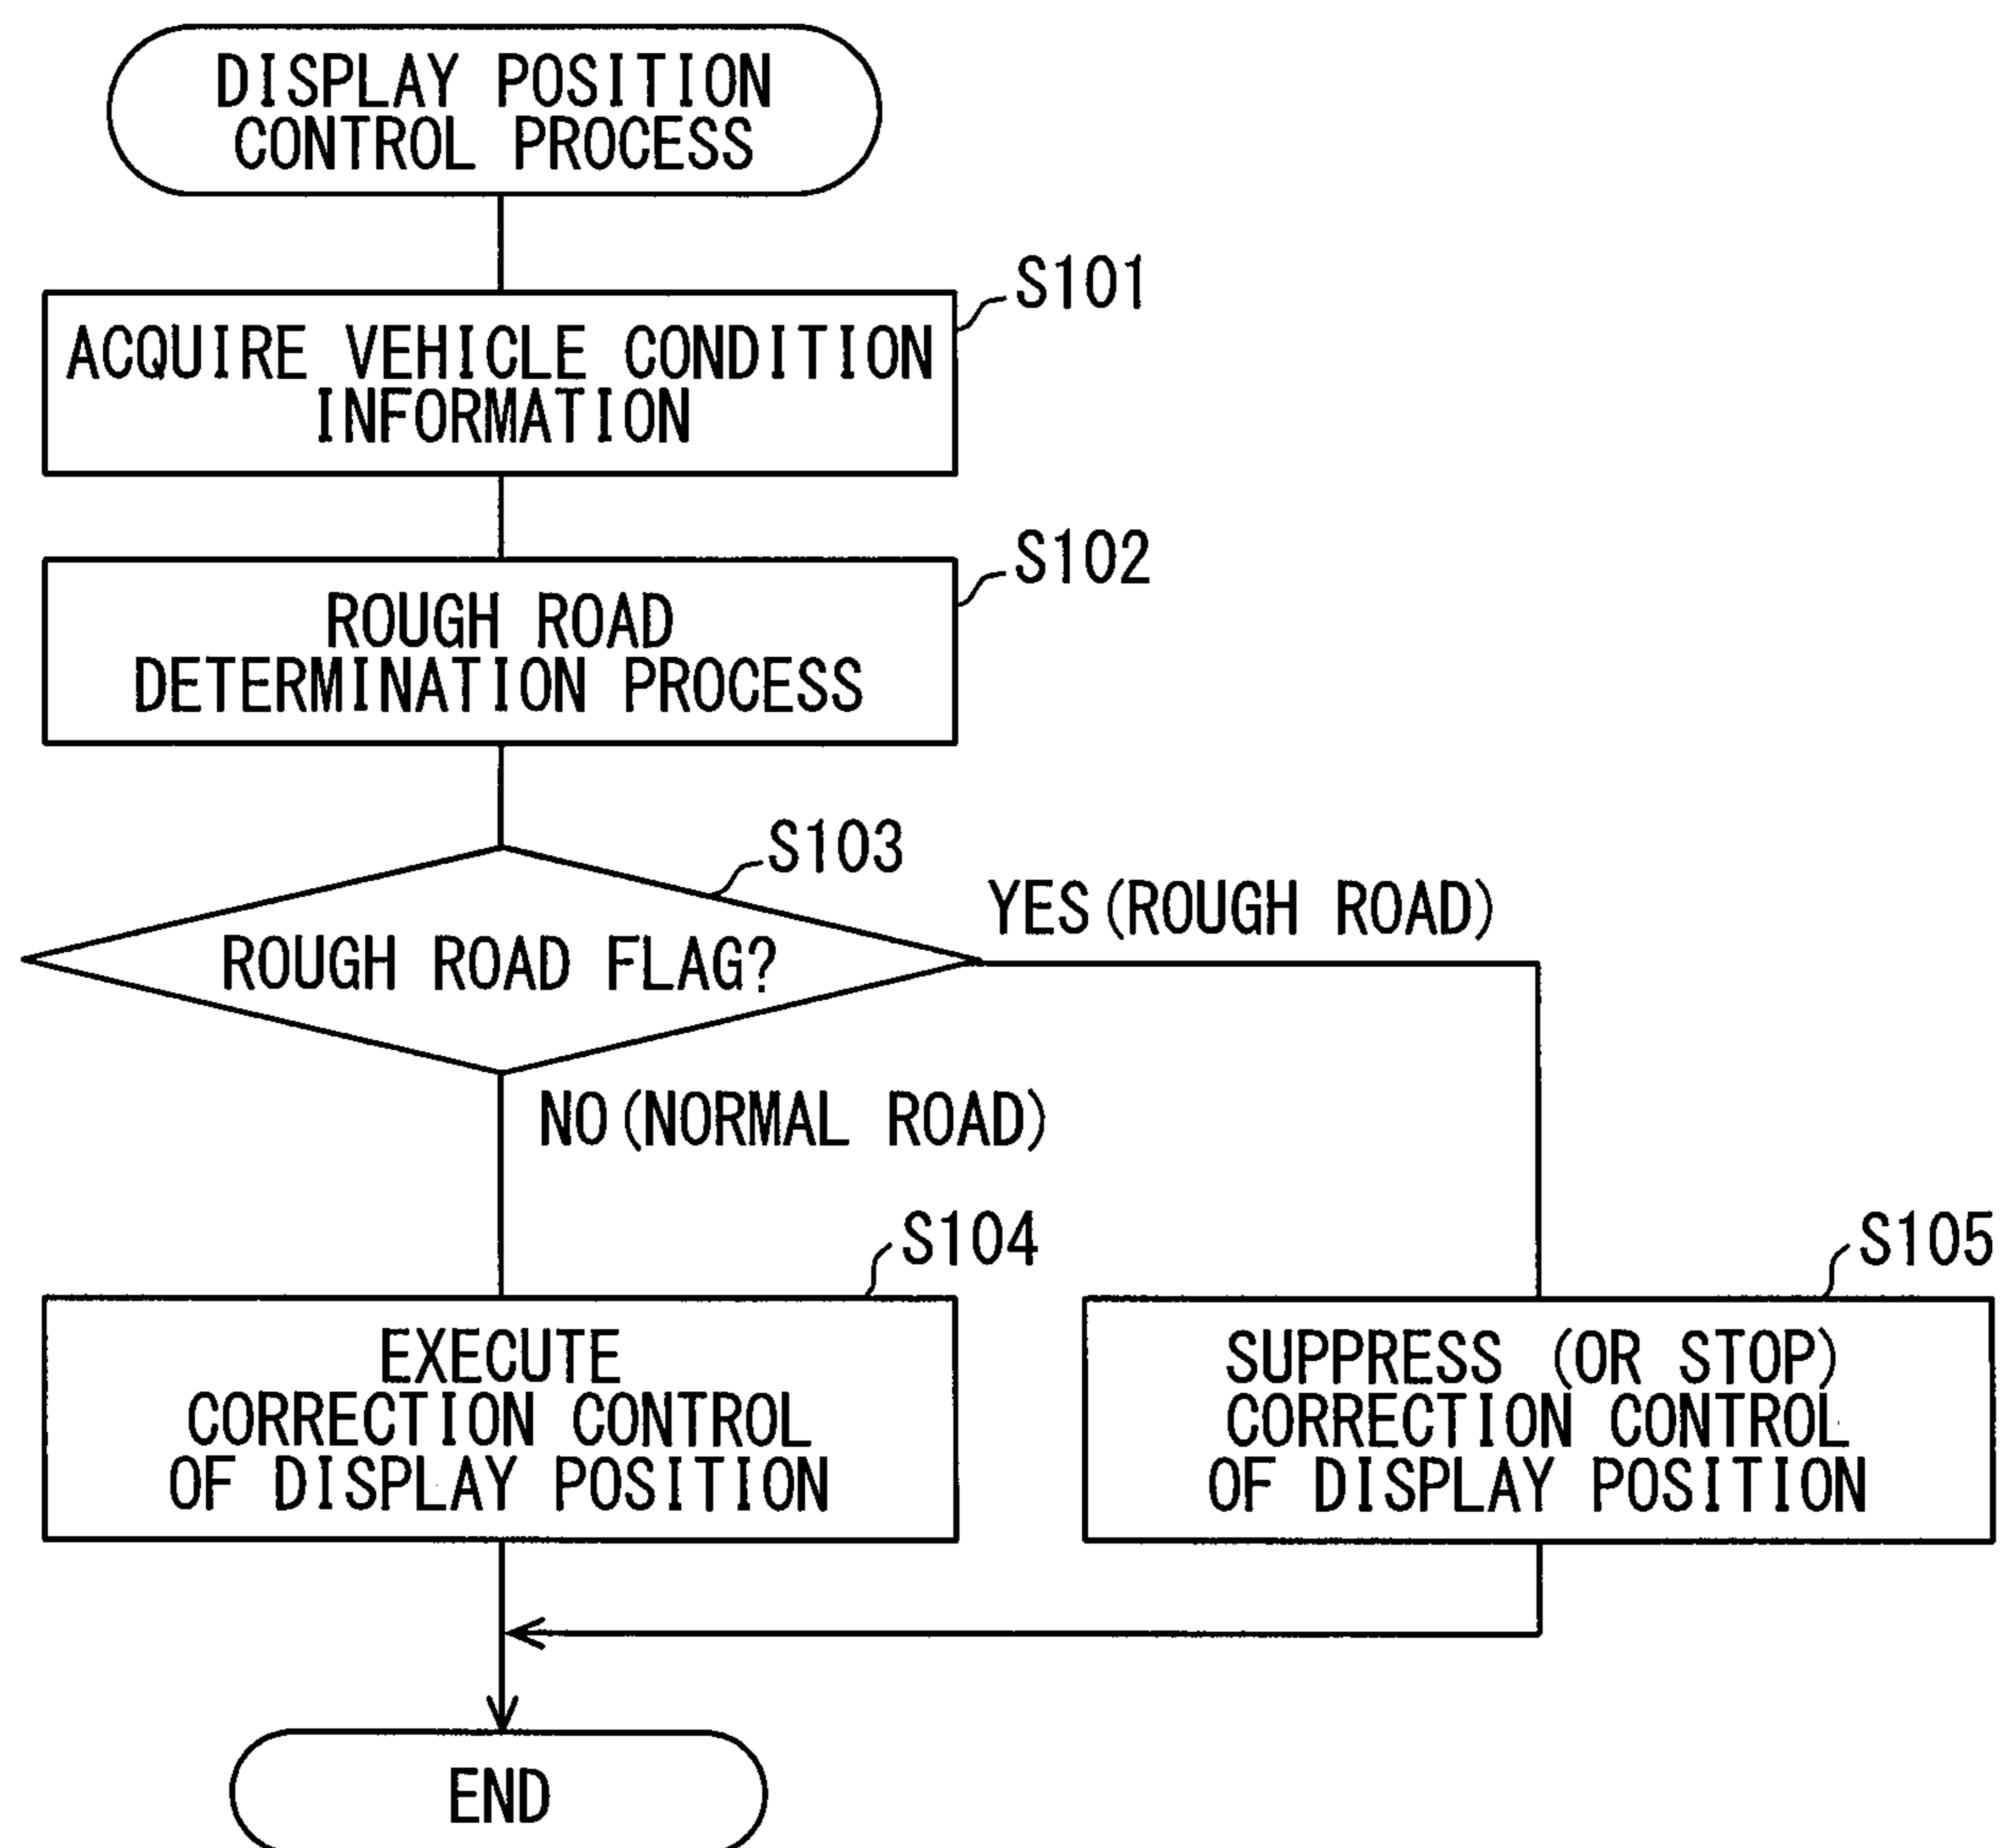 DISPLAY POSITION
CONTROL PROCESS
S101
ACQUIRE VEHICLE CONDITION
INFORMATION
S102
ROUGH ROAD
DETERMINATION PROCESS
S103
ROUGH ROAD FLAG?
YES (ROUGH ROAD)
NO (NORMAL ROAD)
S104
EXECUTE
CORRECTION CONTROL
OF DISPLAY POSITION
S105
SUPPRESS (OR STOP)
CORRECTION CONTROL
OF DISPLAY POSITION
END